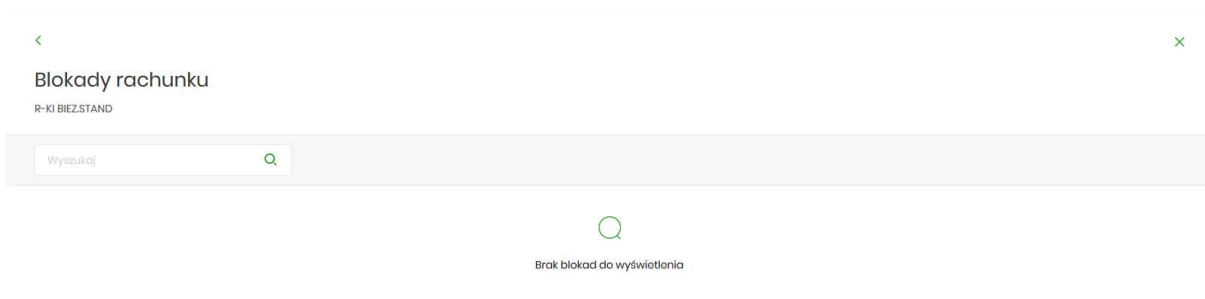 Blokady rachunku
R-KI BIEZ.STAND
Wyszukaj
Brak blokad do wyświetlenia